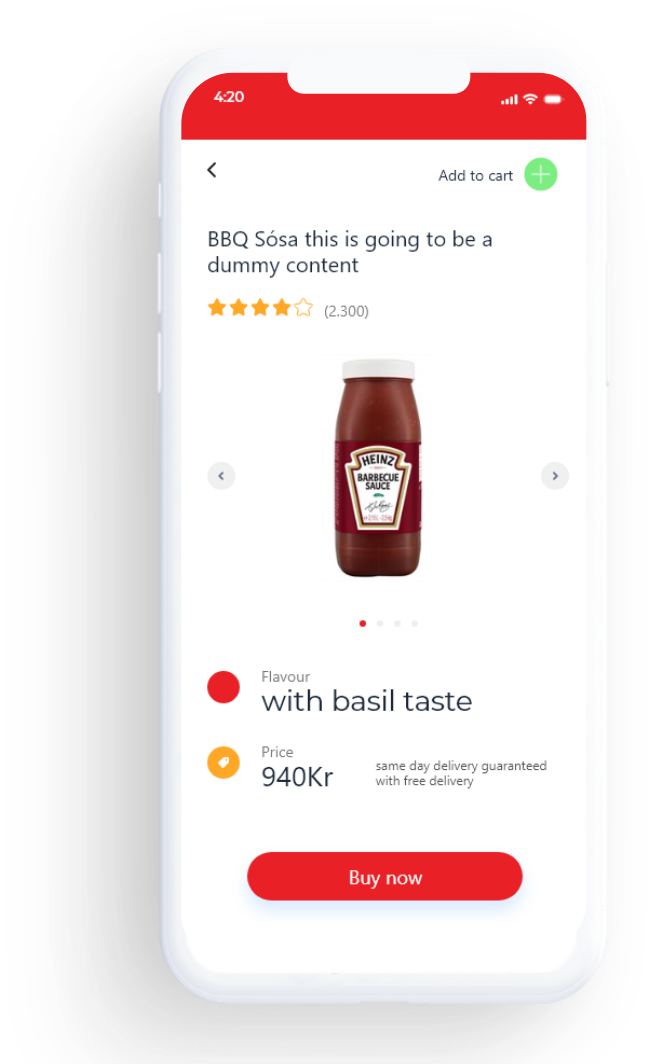 4:20
Add to cart
BBQ Sósa this is going to be a
dummy content
(2.300)
HEINZ
BARBECUE
SAUCE
Flavour
with basil taste
Price
940Kr
same day delivery guaranteed
with free delivery
Buy now